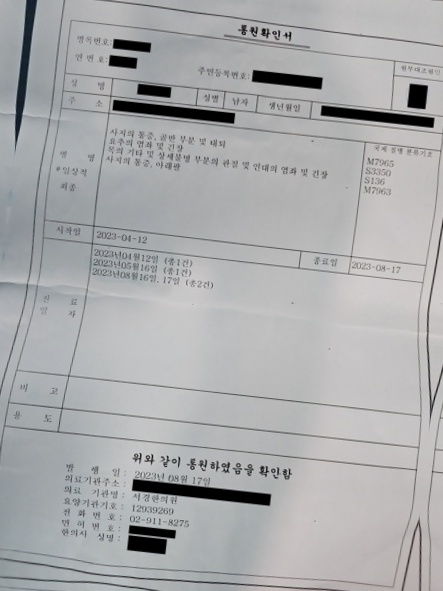 통원확인서
병록번호:
연 번 호:
주민등록번호:
원부대조필인
성 명 성별 남자 생년월일
주 소
병 명
*임상적
최종
사지의 통증, 골반 부분 및 대퇴
요추의 염좌 및 긴장
목의 기타 및 상세불명 부분의 관절 및 인대의 염좌 및 긴장
사지의 통증, 아래팔
국제 질병 분류기호
M7965
S3350
S136
M7963
시작일 2023-04-12 종료일 2023-08-17
진 료
일 자
2023년04월12일 (총1건)
2023년05월16일 (총1건)
2023년08월16일, 17일 (총2건)
비 고
용 도
위와 같이 통원하였음을 확인함
발 행 일 : 2023년 08월 17일
의료기관주소 :
의료 기관명 : 서경한의원
요양기관기호 : 12939269
전 화 번 호 : 02-911-8275
면 허 번 호 :
한의사 성명 :